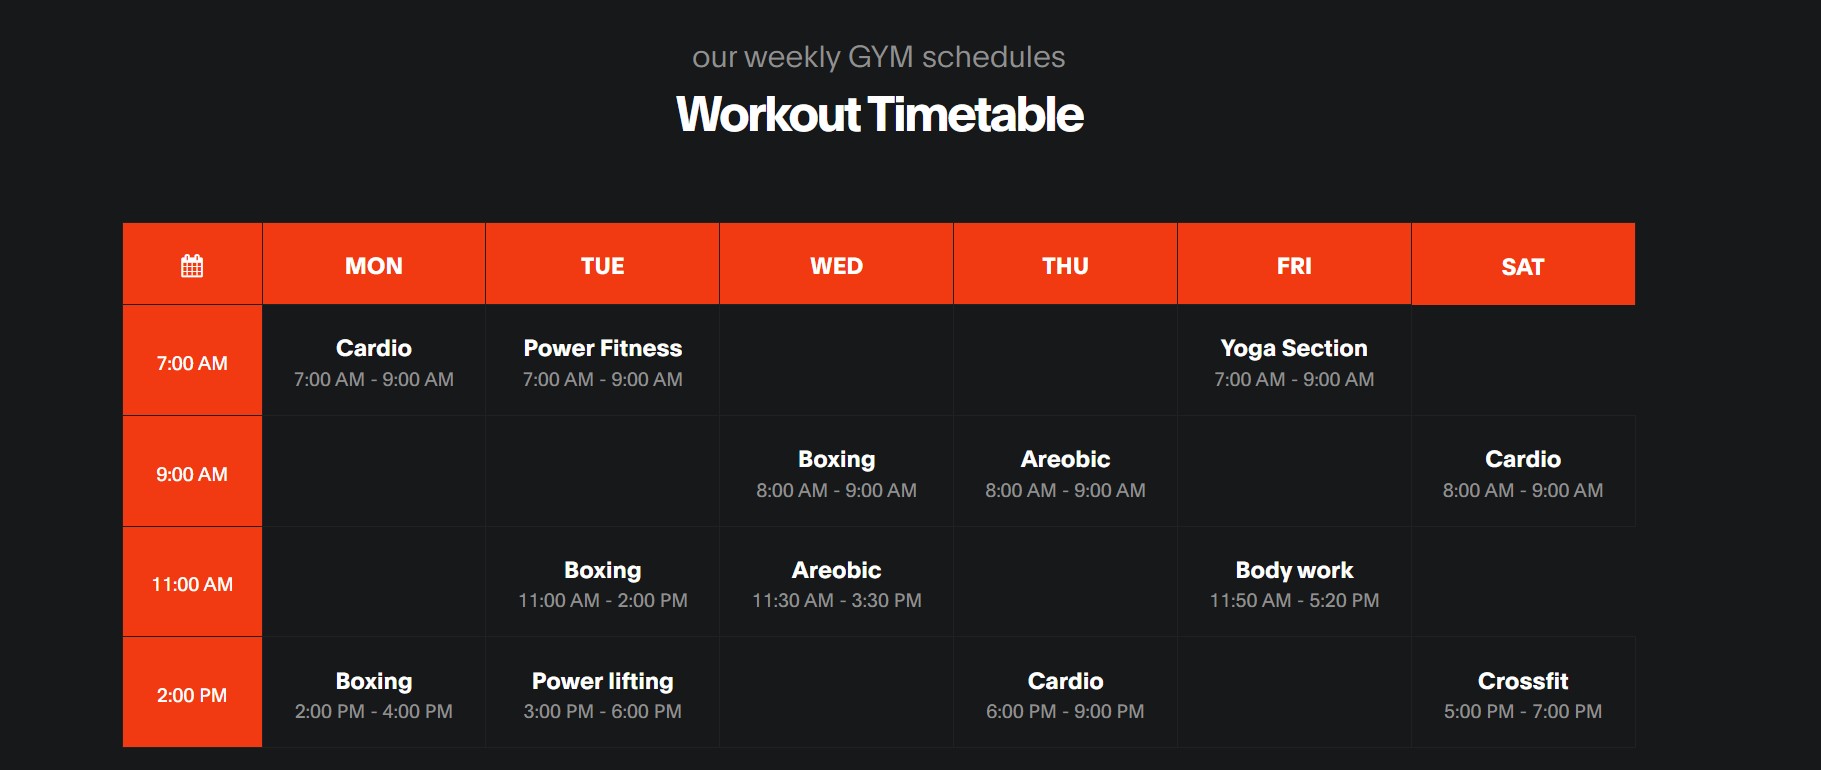 our weekly GYM schedules
Workout Timetable
MON TUE WED THU FRI SAT
7:00 AM
Cardio
7:00 AM - 9:00 AM
Power Fitness
7:00 AM - 9:00 AM
Yoga Section
7:00 AM - 9:00 AM
9:00 AM
Boxing
8:00 AM - 9:00 AM
Areobic
8:00 AM - 9:00 AM
Cardio
8:00 AM - 9:00 AM
11:00 AM
Boxing
11:00 AM - 2:00 PM
Areobic
11:30 AM - 3:30 PM
Body work
11:50 AM - 5:20 PM
2:00 PM
Boxing
2:00 PM - 4:00 PM
Power lifting
3:00 PM - 6:00 PM
Cardio
6:00 PM - 9:00 PM
Crossfit
5:00 PM - 7:00 PM